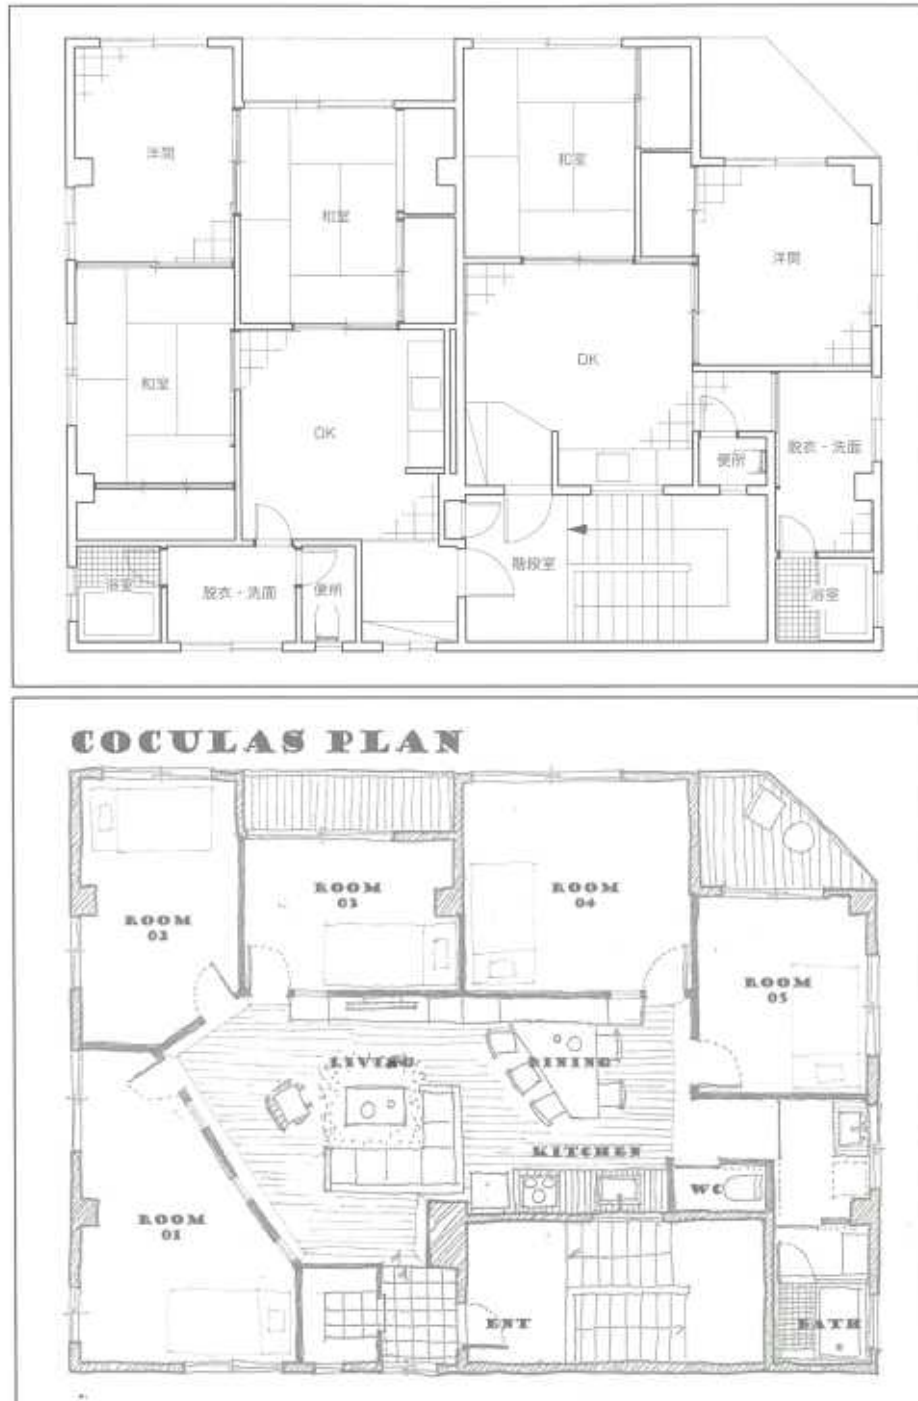 洋間
和室
和室
洋間
DK
和室
DK
便所
脱衣・洗面
階段室
浴室
脱衣・洗面
便所
浴室
COCULAS PLAN
ROOM
03
ROOM
04
ROOM
02
ROOM
05
LIVING
DINING
KITCHEN
WC
ROOM
01
ENT
BATH